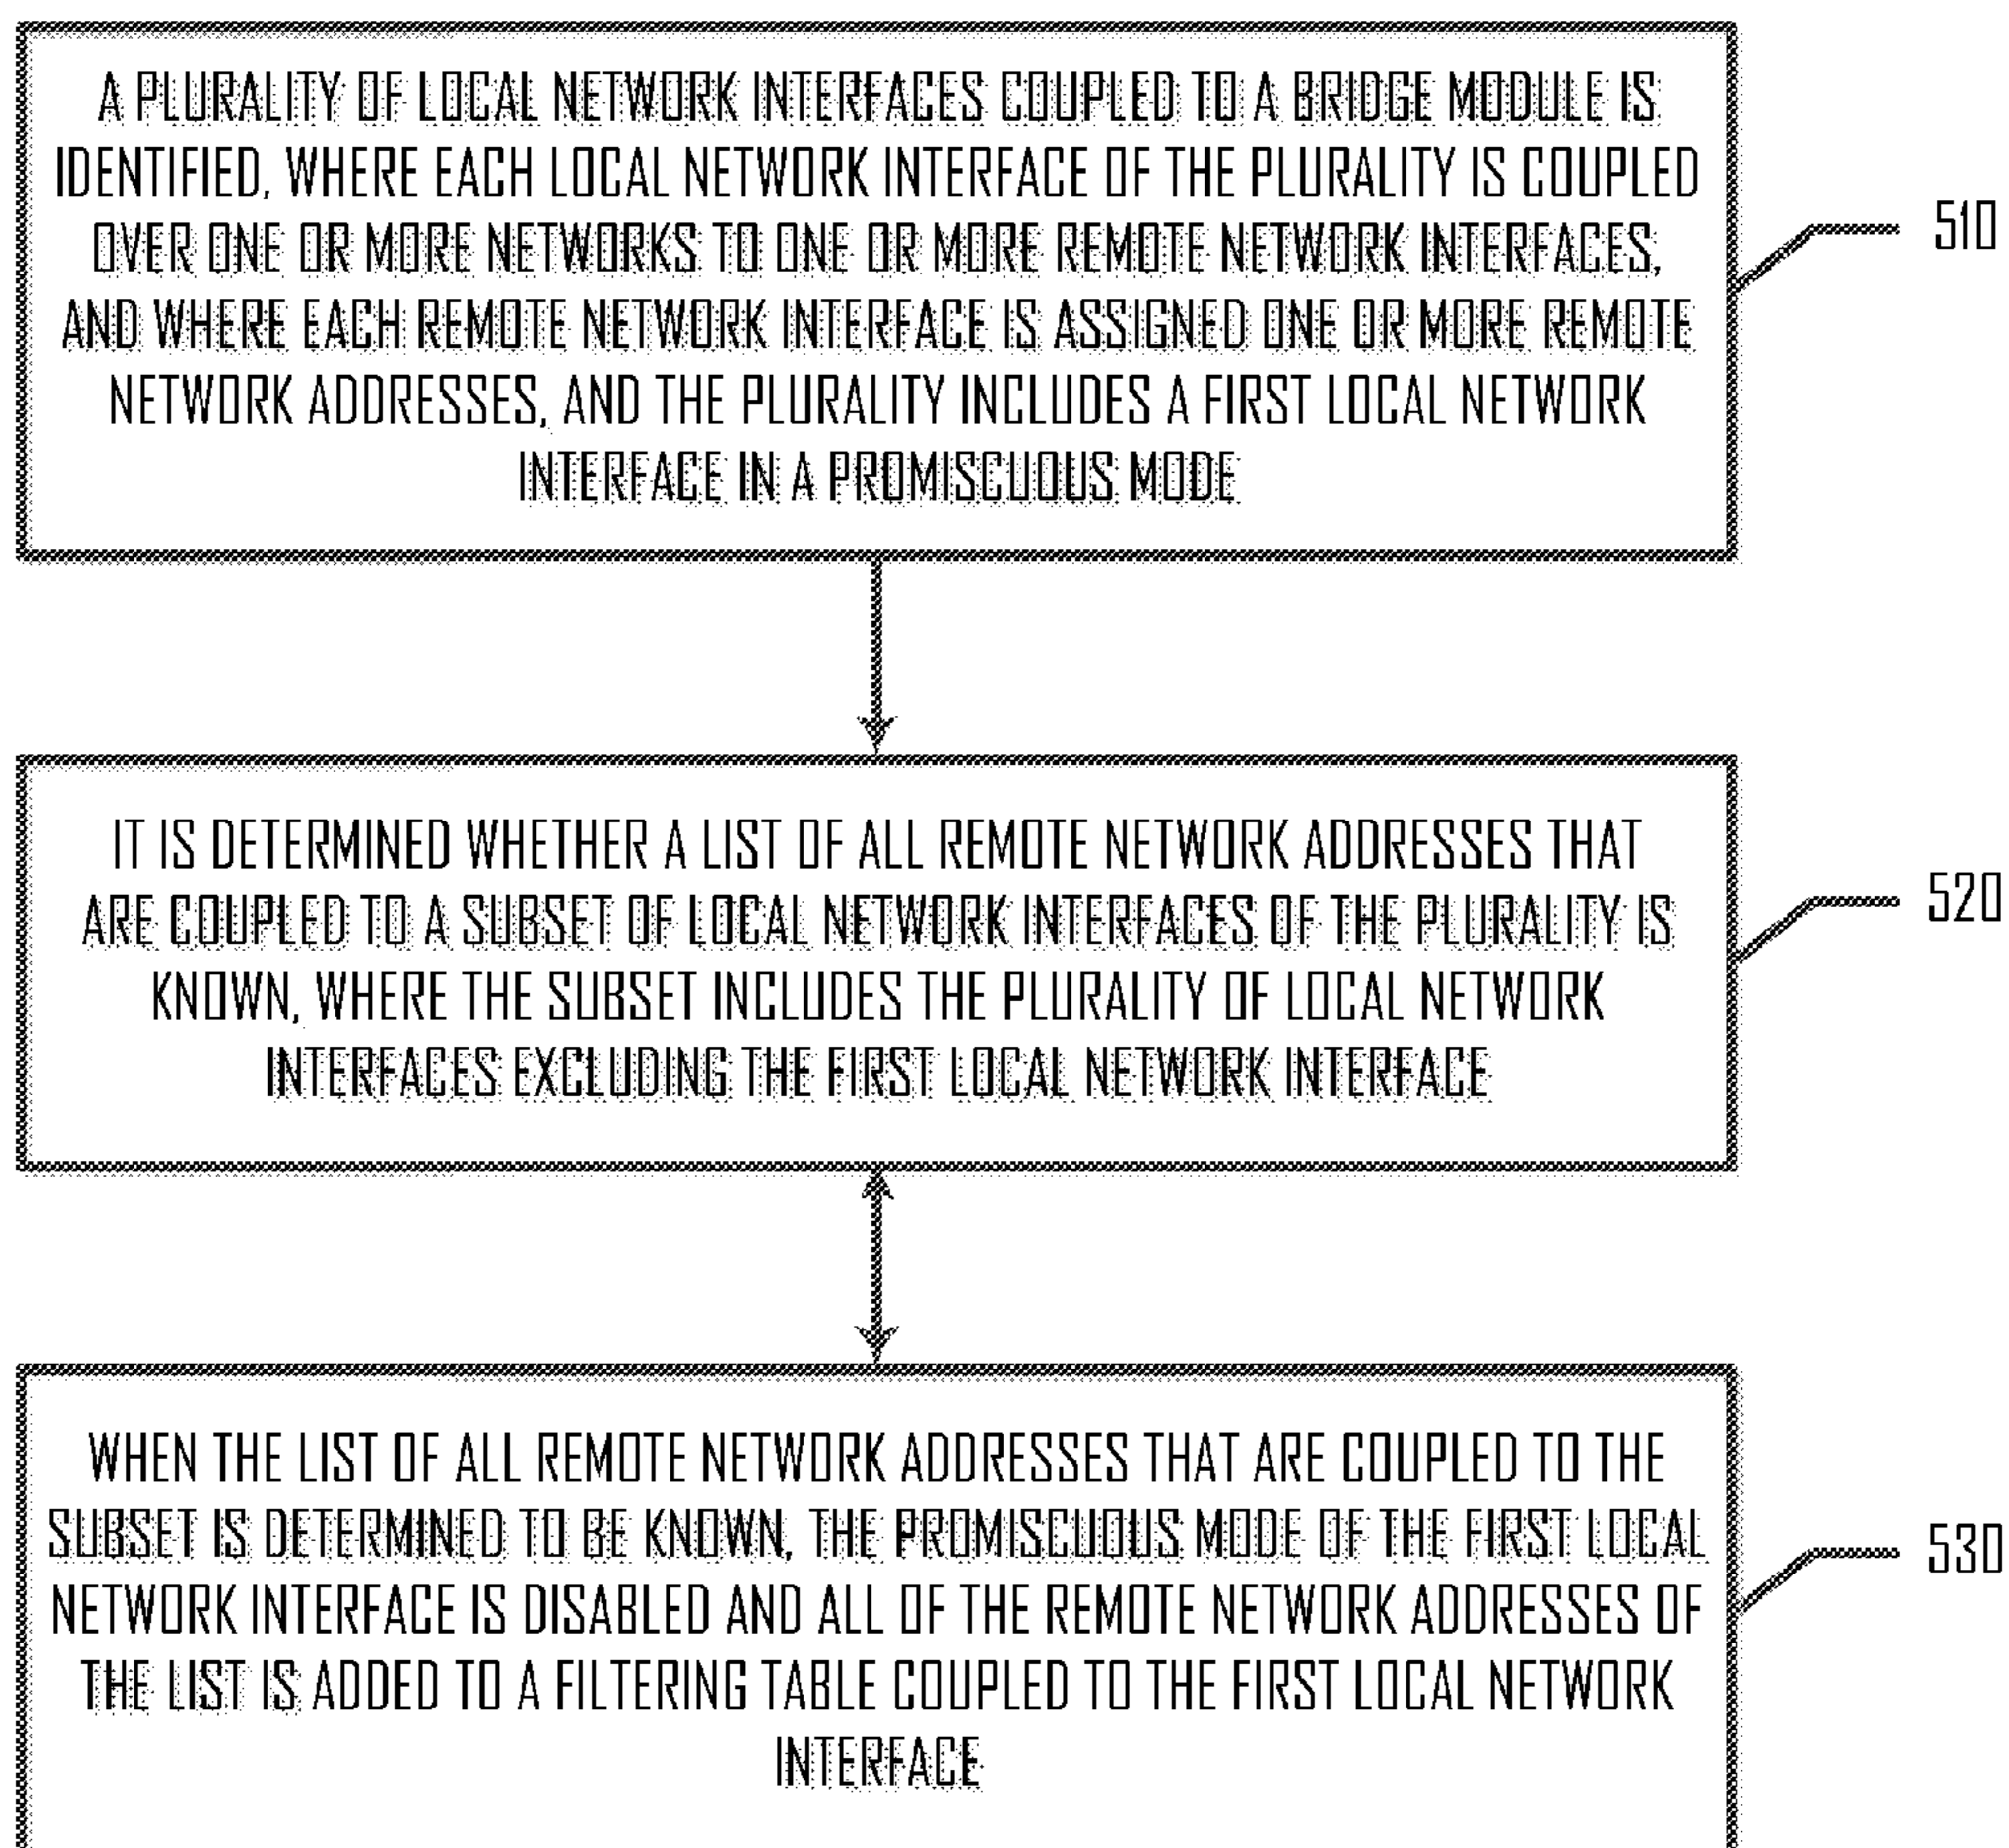 A PLURALITY OF LOCAL NETWORK INTERFACES COUPLED TO A BRIDGE MODULE IS
IDENTIFIED, WHERE EACH LOCAL NETWORK INTERFACE OF THE PLURALITY IS COUPLED
OVER ONE OR MORE NETWORKS TO ONE OR MORE REMOTE NETWORK INTERFACES,
AND WHERE EACH REMOTE NETWORK INTERFACE IS ASSIGNED ONE OR MORE REMOTE
NETWORK ADDRESSES, AND THE PLURALITY INCLUDES A FIRST LOCAL NETWORK
INTERFACE IN A PROMISCUOUS MODE
510
IT IS DETERMINED WHETHER A LIST OF ALL REMOTE NETWORK ADDRESSES THAT
ARE COUPLED TO A SUBSET OF LOCAL NETWORK INTERFACES OF THE PLURALITY IS
KNOWN, WHERE THE SUBSET INCLUDES THE PLURALITY OF LOCAL NETWORK
INTERFACES EXCLUDING THE FIRST LOCAL NETWORK INTERFACE
520
WHEN THE LIST OF ALL REMOTE NETWORK ADDRESSES THAT ARE COUPLED TO THE
SUBSET IS DETERMINED TO BE KNOWN, THE PROMISCUOUS MODE OF THE FIRST LOCAL
NETWORK INTERFACE IS DISABLED AND ALL OF THE REMOTE NETWORK ADDRESSES OF
THE LIST IS ADDED TO A FILTERING TABLE COUPLED TO THE FIRST LOCAL NETWORK
INTERFACE
530